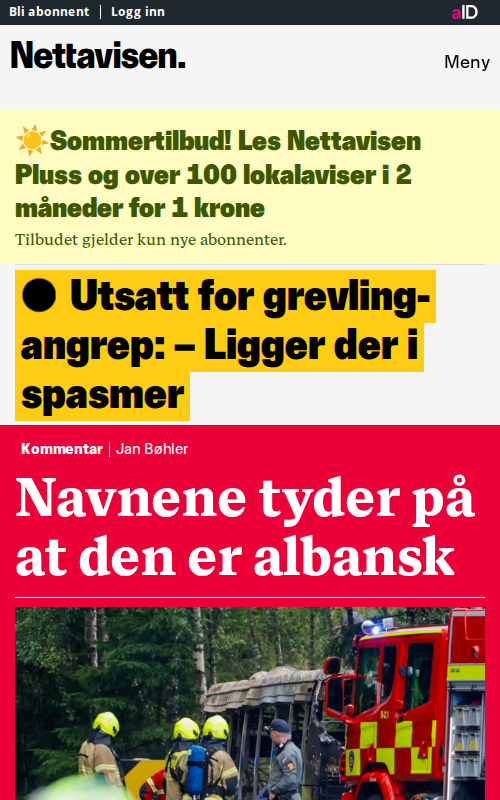 Bli abonnent | Logg inn
aID
Nettavisen.
Meny
☀️Sommertilbud! Les Nettavisen
Pluss og over 100 lokalaviser i 2
måneder for 1 krone
Tilbudet gjelder kun nye abonnenter.
Utsatt for grevling-
angrep: – Ligger der i
spasmer
Kommentar | Jan Bøhler
Navnene tyder på
at den er albansk